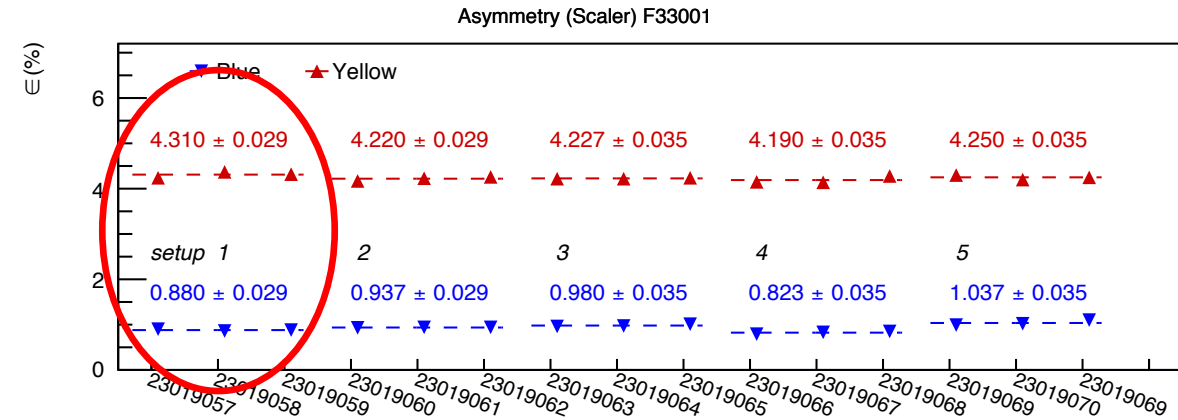 Asymmetry (Scaler) F33001
∈ (%)
Blue Yellow
6
4.310 ± 0.029 4.220 ± 0.029 4.227 ± 0.035 4.190 ± 0.035 4.250 ± 0.035
4
setup 1 2 3 4 5
2
0.880 ± 0.029 0.937 ± 0.029 0.980 ± 0.035 0.823 ± 0.035 1.037 ± 0.035
0
23019057 23019058 23019059 23019060 23019061 23019062 23019063 23019064 23019065 23019066 23019067 23019068 23019069 23019070 23019069